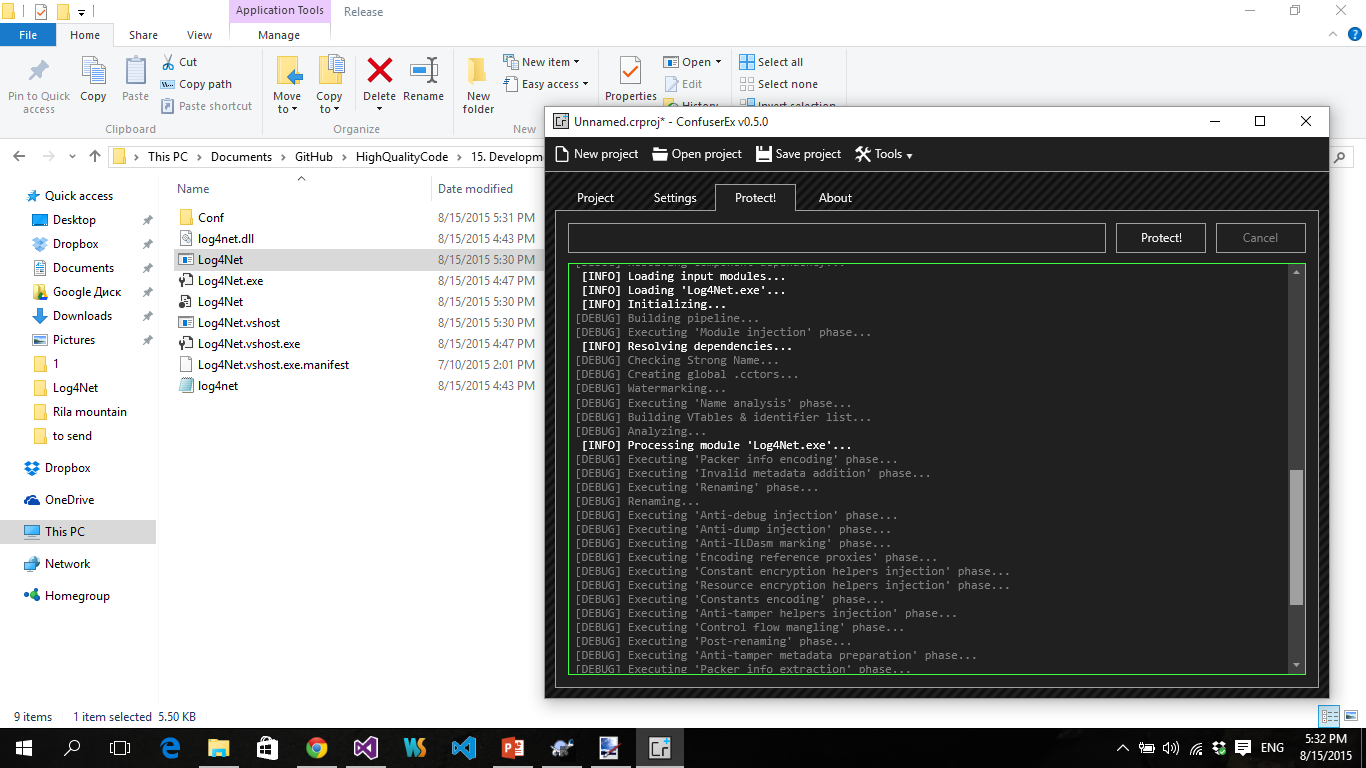 Application Tools
Release
File
Home
Share
View
Manage
Pin to Quick access
Copy
Paste
Cut
Copy path
Paste shortcut
Clipboard
Move to
Copy to
Delete
Rename
Organize
New folder
New item
Easy access
New
Properties
Open
Edit
History
Select all
Select none
Invert selection
This PC
Documents
GitHub
HighQualityCode
15. Developm
Quick access
Desktop
Dropbox
Documents
Google Диск
Downloads
Pictures
1
Log4Net
Rila mountain
to send
Dropbox
OneDrive
This PC
Network
Homegroup
Name
Date modified
Conf
8/15/2015 5:31 PM
log4net.dll
8/15/2015 4:43 PM
Log4Net
8/15/2015 5:30 PM
Log4Net.exe
8/15/2015 4:47 PM
Log4Net
8/15/2015 5:30 PM
Log4Net.vshost
8/15/2015 5:30 PM
Log4Net.vshost.exe
8/15/2015 4:47 PM
Log4Net.vshost.exe.manifest
7/10/2015 2:01 PM
log4net
8/15/2015 4:43 PM
Cr
Unnamed.crproj* - ConfuserEx v0.5.0
New project
Open project
Save project
Tools
Project
Settings
Protect!
About
Protect!
Cancel
[DEBUG] Resolving component dependency...
[INFO] Loading input modules...
[INFO] Loading 'Log4Net.exe'...
[INFO] Initializing...
[DEBUG] Building pipeline...
[DEBUG] Executing 'Module injection' phase...
[INFO] Resolving dependencies...
[DEBUG] Checking Strong Name...
[DEBUG] Creating global .cctors...
[DEBUG] Watermarking...
[DEBUG] Executing 'Name analysis' phase...
[DEBUG] Building VTables & identifier list...
[DEBUG] Analyzing...
[INFO] Processing module 'Log4Net.exe'...
[DEBUG] Executing 'Packer info encoding' phase...
[DEBUG] Executing 'Invalid metadata addition' phase...
[DEBUG] Executing 'Renaming' phase...
[DEBUG] Renaming...
[DEBUG] Executing 'Anti-debug injection' phase...
[DEBUG] Executing 'Anti-dump injection' phase...
[DEBUG] Executing 'Anti-ILDasm marking' phase...
[DEBUG] Executing 'Encoding reference proxies' phase...
[DEBUG] Executing 'Constant encryption helpers injection' phase...
[DEBUG] Executing 'Resource encryption helpers injection' phase...
[DEBUG] Executing 'Constants encoding' phase...
[DEBUG] Executing 'Anti-tamper helpers injection' phase...
[DEBUG] Executing 'Control flow mangling' phase...
[DEBUG] Executing 'Post-renaming' phase...
[DEBUG] Executing 'Anti-tamper metadata preparation' phase...
[DEBUG] Executing 'Packer info extraction' phase...
9 items
1 item selected 5.50 KB
Cr
ENG
5:32 PM
8/15/2015